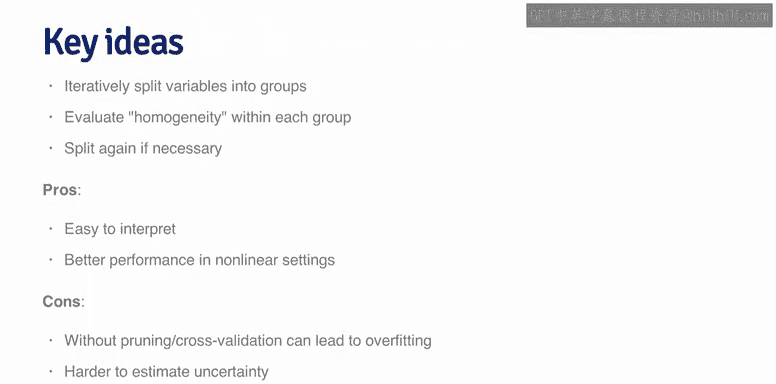 Key ideas
· Iteratively split variables into groups
· Evaluate "homogeneity" within each group
· Split again if necessary
Pros:
· Easy to interpret
· Better performance in nonlinear settings
Cons:
· Without pruning/cross-validation can lead to overfitting
· Harder to estimate uncertainty